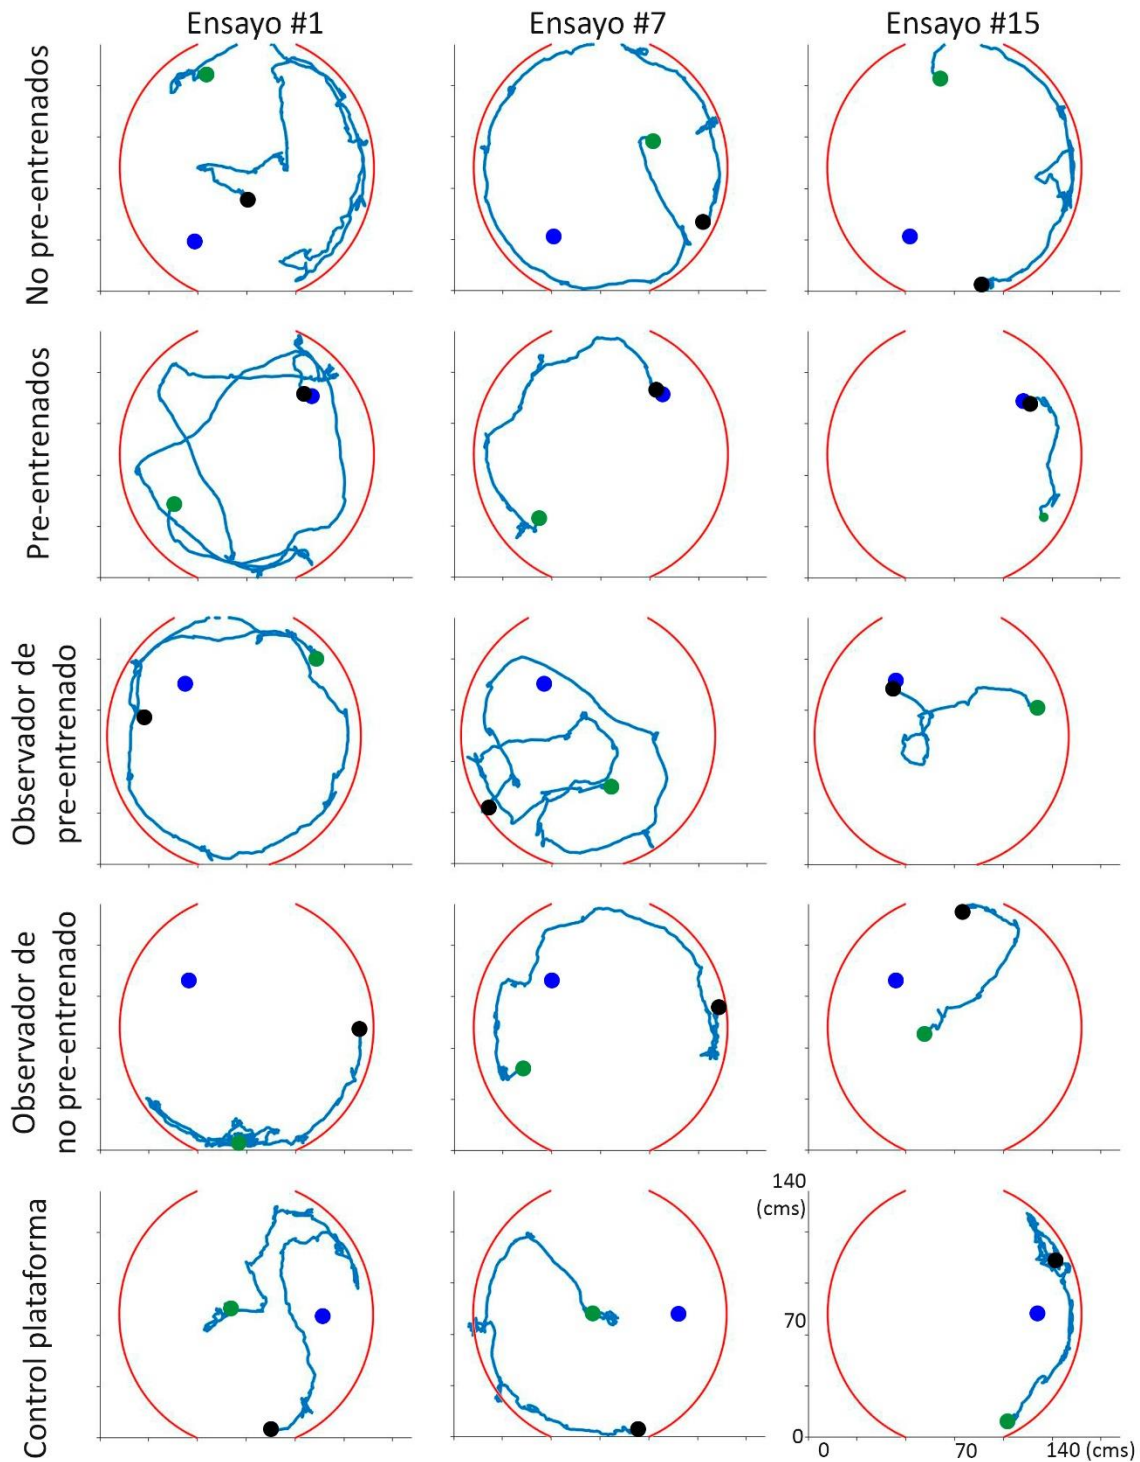 Ensayo #1
Ensayo #7
Ensayo #15
No pre-entrenados
Pre-entrenados
Observador de
pre-entrenado
Observador de
no pre-entrenado
Control plataforma
140
(cms)
70
0
0
70
140 (cms)